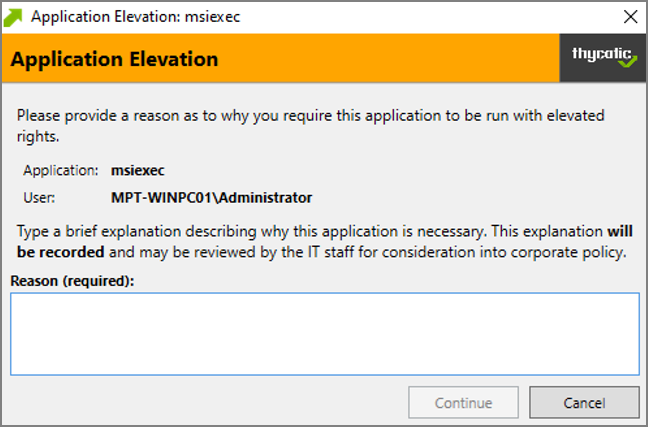 Application Elevation: msiexec
Application Elevation
thycotic
Please provide a reason as to why you require this application to be run with elevated
rights.
Application: msiexec
User: MPT-WINPC01\Administrator
Type a brief explanation describing why this application is necessary. This explanation will
be recorded and may be reviewed by the IT staff for consideration into corporate policy.
Reason (required):
Continue
Cancel